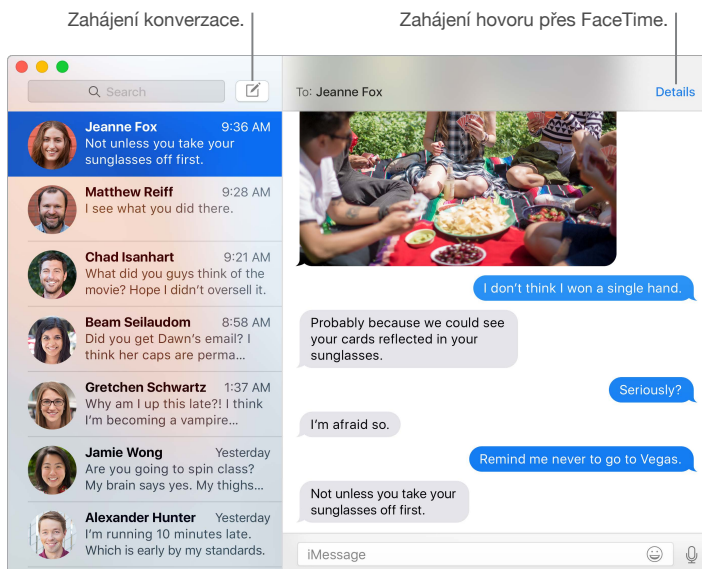 Zahájení konverzace.
Zahájení hovoru přes FaceTime.
Search
To: Jeanne Fox
Details
Jeanne Fox 9:36 AM
Not unless you take your
sunglasses off first.
Matthew Reiff 9:28 AM
I see what you did there.
Chad Isanhart 9:21 AM
What did you guys think of the
movie? Hope I didn't oversell it.
Beam Seilaudom 8:58 AM
Did you get Dawn's email? I
think her caps are perma...
Gretchen Schwartz 1:37 AM
Why am I up this late?! I think
I'm becoming a vampire...
Jamie Wong Yesterday
Are you going to spin class?
My brain says yes. My thighs...
Alexander Hunter Yesterday
I'm running 10 minutes late.
Which is early by my standards.
I don't think I won a single hand.
Probably because we could see
your cards reflected in your
sunglasses.
Seriously?
I'm afraid so.
Remind me never to go to Vegas.
Not unless you take your
sunglasses off first.
iMessage